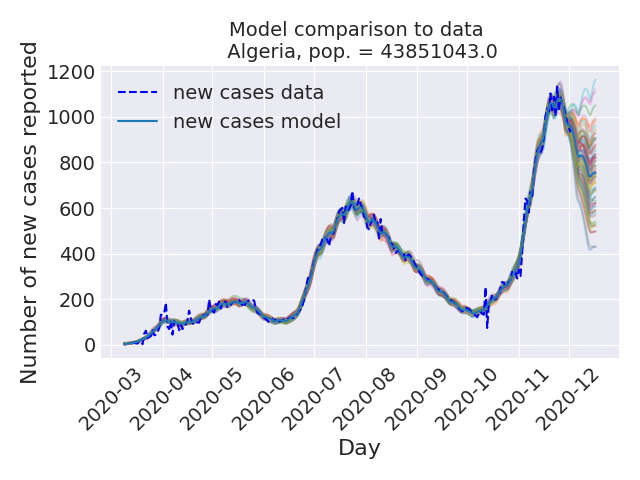 Model comparison to data
Algeria, pop. = 43851043.0
Number of new cases reported
1200
1000
800
600
400
200
0
new cases data
new cases model
2020-03
2020-04
2020-05
2020-06
2020-07
2020-08
2020-09
2020-10
2020-11
2020-12
Day